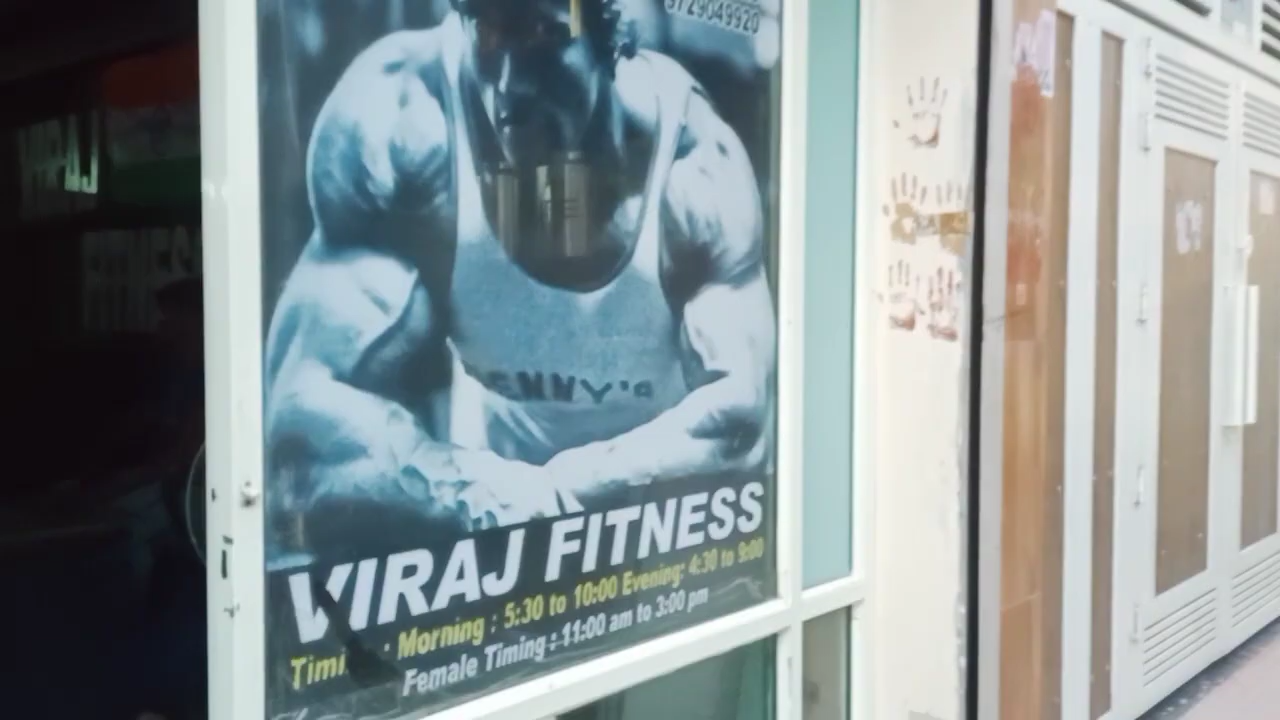 9729049920
VIRAJ FITNESS
Morning : 5:30 to 10:00 Evening: 4:30 to 9:00
Female Timing : 11:00 am to 3:00 pm